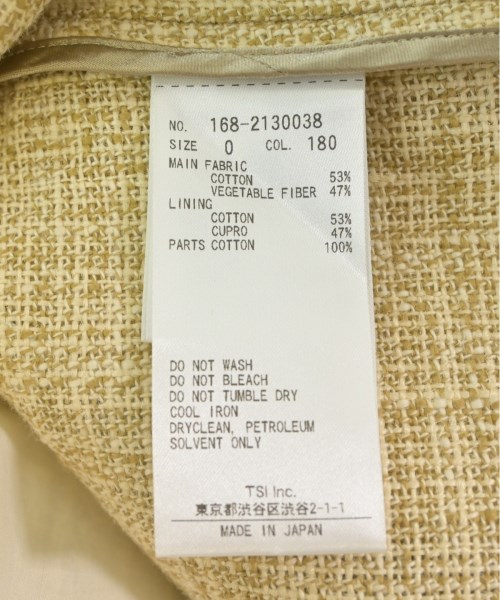 NO. 168-2130038
SIZE 0 COL. 180
MAIN FABRIC
COTTON 53%
VEGETABLE FIBER 47%
LINING
COTTON 53%
CUPRO 47%
PARTS COTTON 100%
DO NOT WASH
DO NOT BLEACH
DO NOT TUMBLE DRY
COOL IRON
DRYCLEAN, PETROLEUM
SOLVENT ONLY
TSI Inc.
東京都渋谷区渋谷2-1-1
MADE IN JAPAN